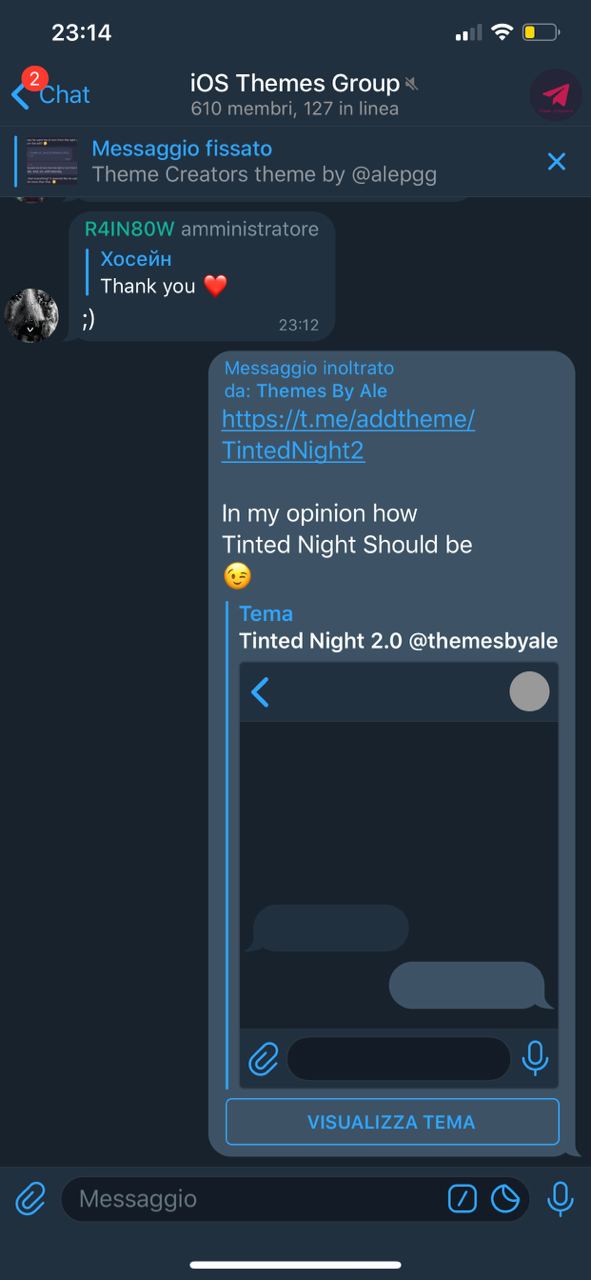 23:14
2
Chat
iOS Themes Group
610 membri, 127 in linea
Messaggio fissato
Theme Creators theme by @alepgg
R4IN80W amministratore
Хосейн
Thank you ❤️
;)
23:12
Messaggio inoltrato
da: Themes By Ale
https://t.me/addtheme/
TintedNight2
In my opinion how
Tinted Night Should be
😉
Tema
Tinted Night 2.0 @themesbyale
VISUALIZZA TEMA
Messaggio